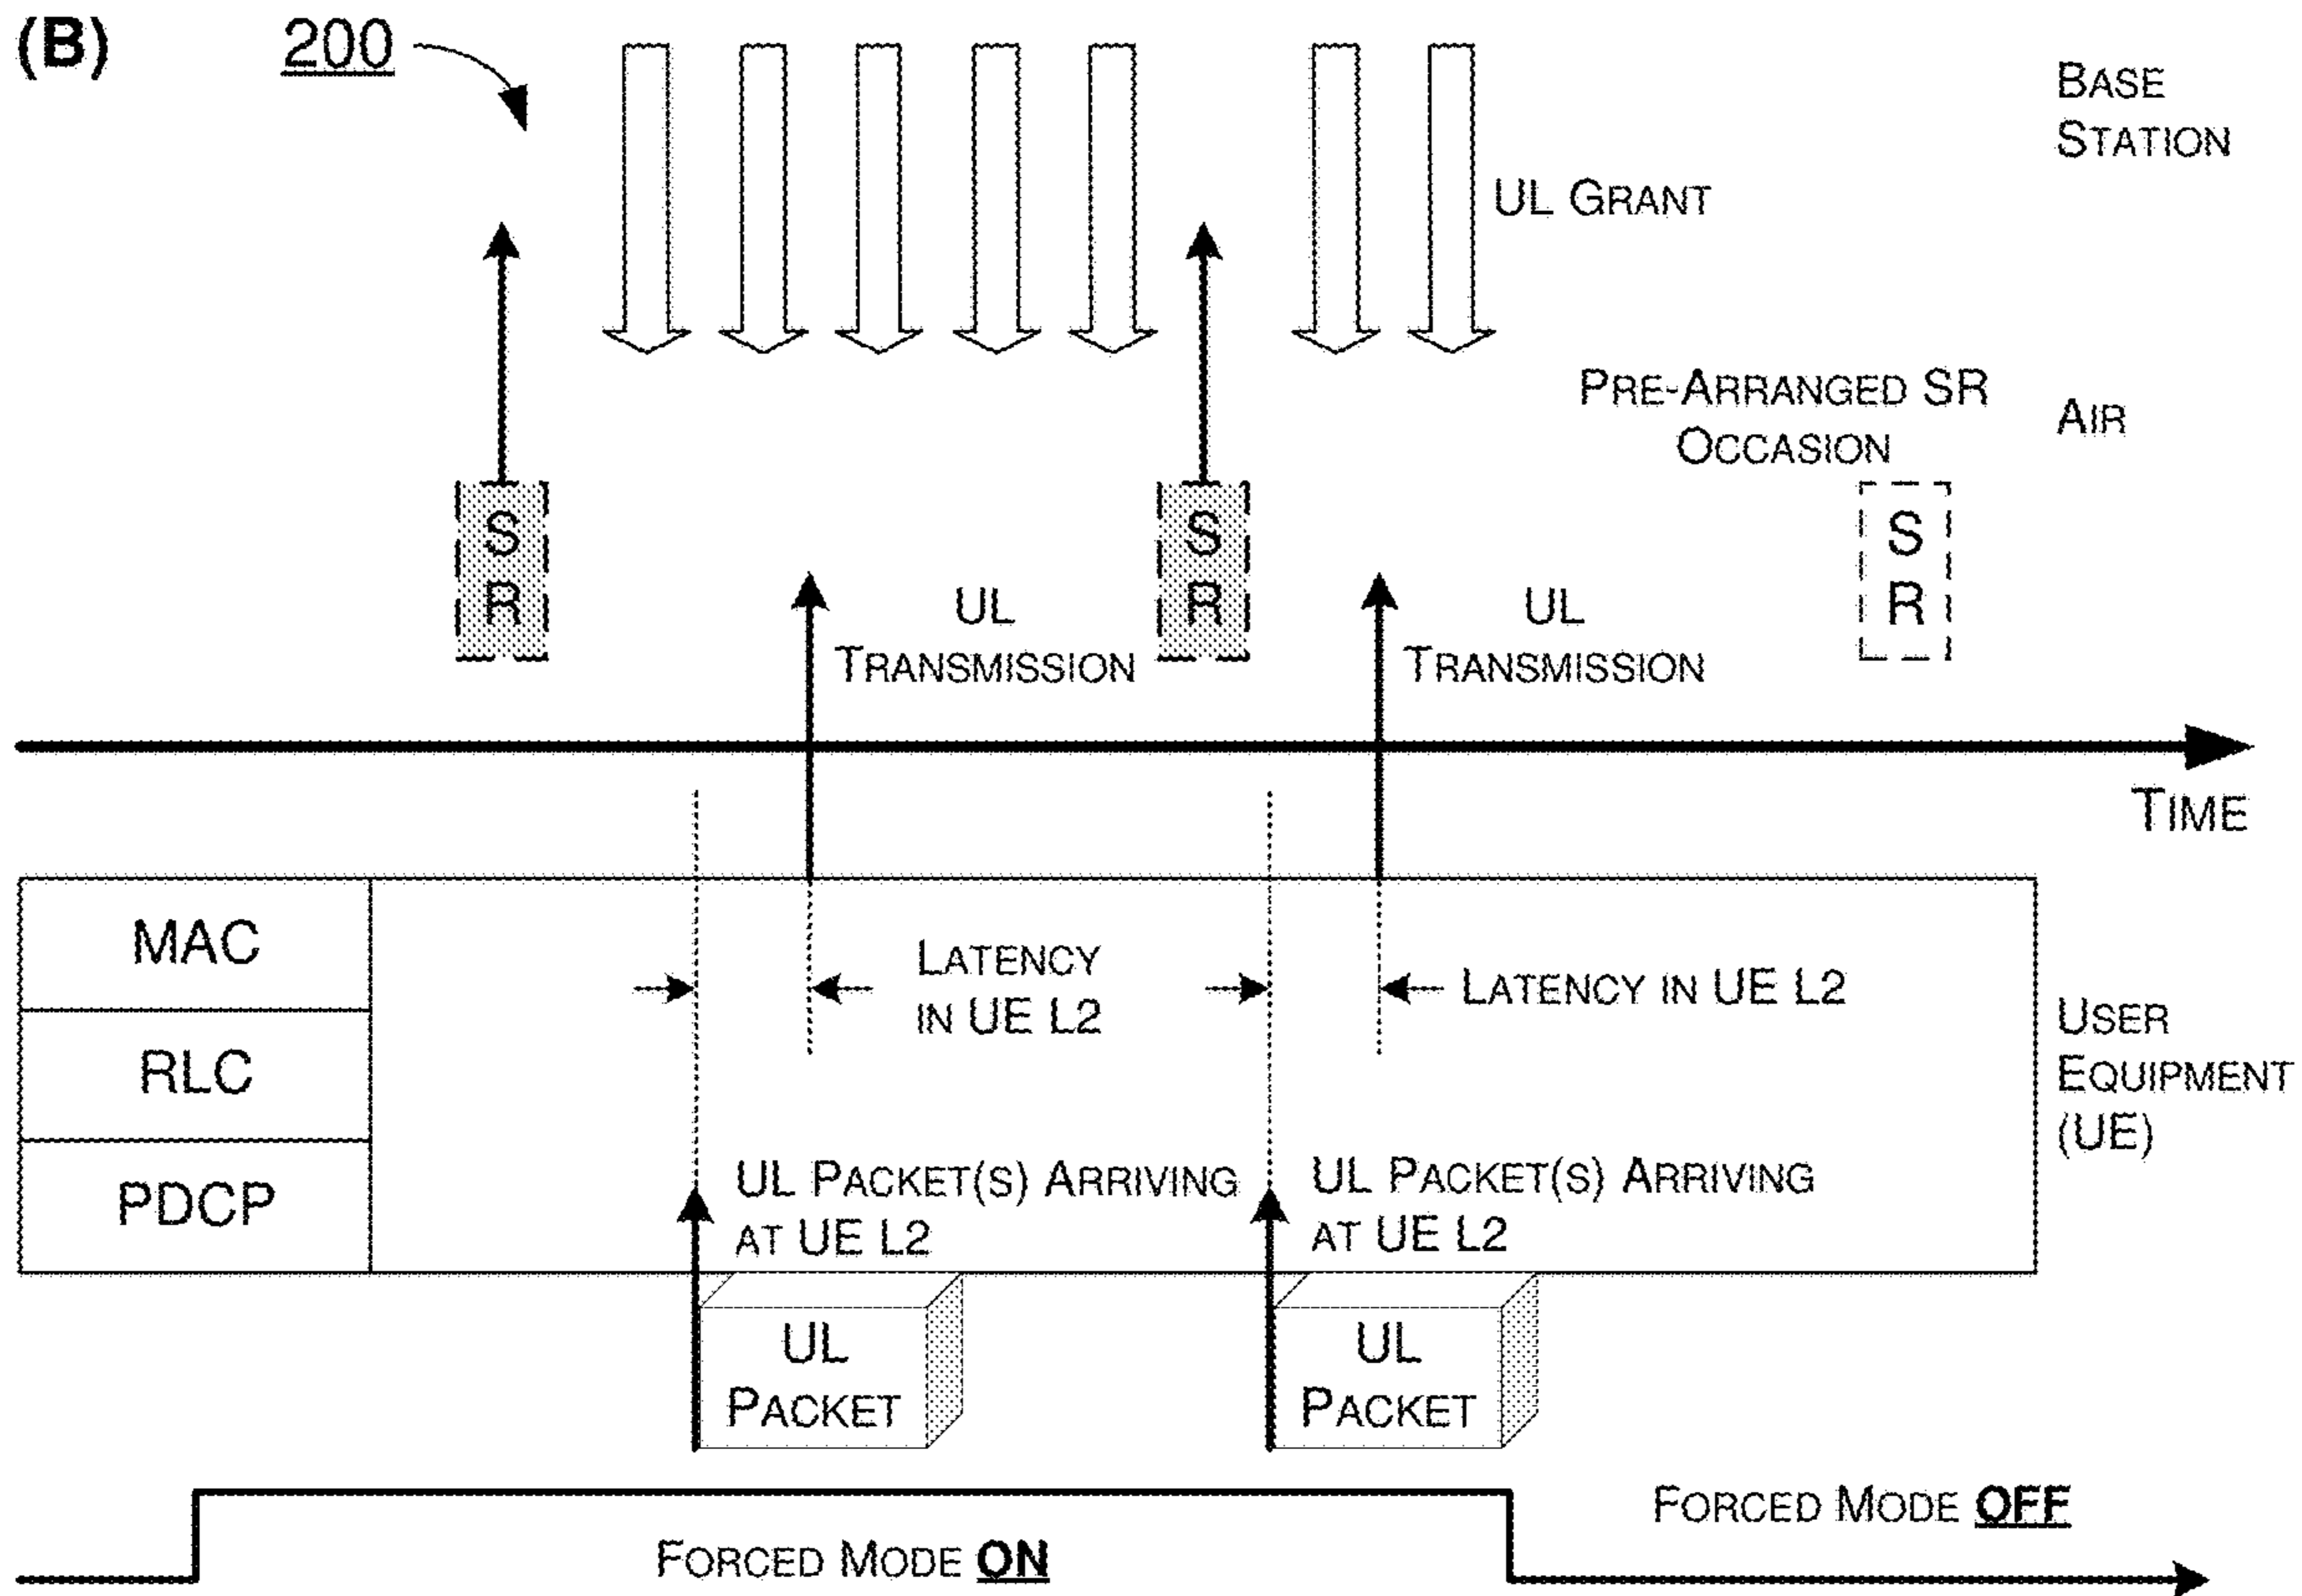 (B)
200
BASE
STATION
UL GRANT
PRE-ARRANGED SR
OCCASION
AIR
S
R
S
R
S
R
UL
TRANSMISSION
UL
TRANSMISSION
TIME
MAC
RLC
PDCP
LATENCY
IN UE L2
LATENCY IN UE L2
USER
EQUIPMENT
(UE)
UL PACKET(S) ARRIVING
AT UE L2
UL PACKET(S) ARRIVING
AT UE L2
UL
PACKET
UL
PACKET
FORCED MODE OFF
FORCED MODE ON